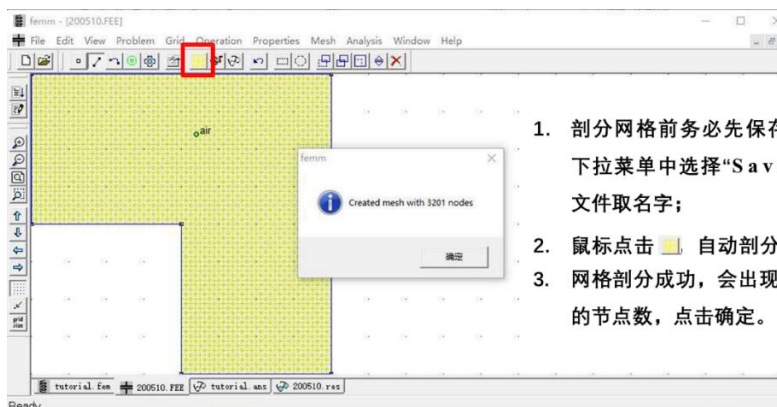 femm - [200510.FEE]
File Edit View Problem Grid Operation Properties Mesh Analysis Window Help
air
femm
Created mesh with 3201 nodes
确定
1. 剖分网格前务必先保存
下拉菜单中选择“Sav
文件取名字；
2. 鼠标点击 自动剖分
3. 网格剖分成功，会出现
的节点数，点击确定。
grid
size
tutorial.fem 200510.FEE tutorial.ans 200510.res
Ready